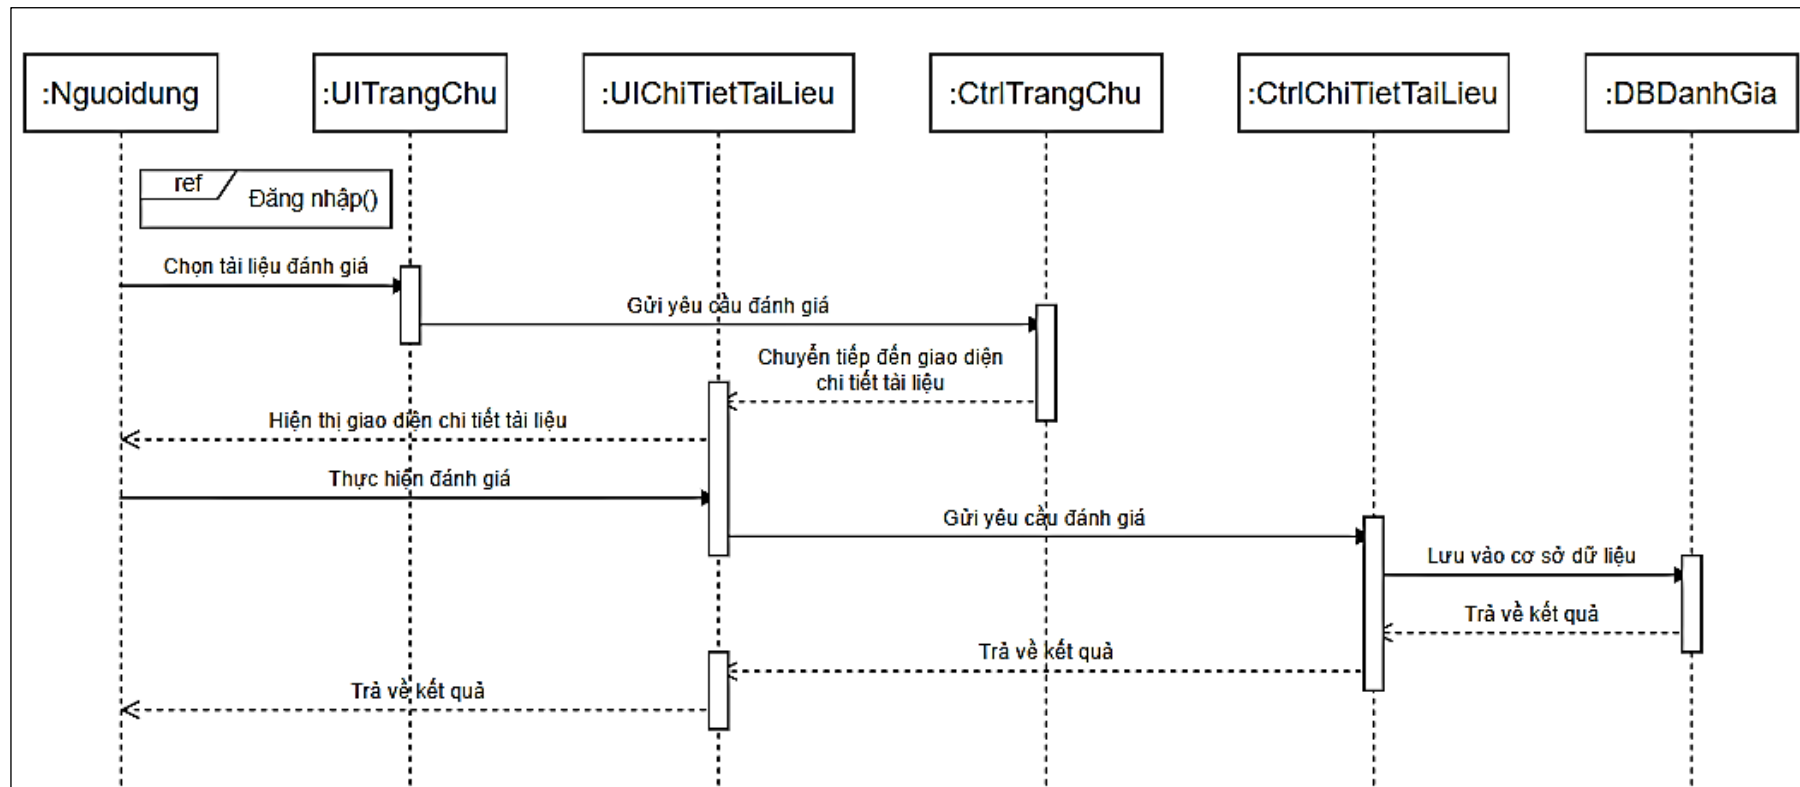 :Nguoidung
:UITrangChu
:UIChiTietTaiLieu
:CtrlTrangChu
:CtrlChiTietTaiLieu
:DBDanhGia
ref
Đăng nhập()
Chọn tài liệu đánh giá
Gửi yêu cầu đánh giá
Chuyển tiếp đến giao diện
chi tiết tài liệu
Hiện thị giao diện chi tiết tài liệu
Thực hiện đánh giá
Gửi yêu cầu đánh giá
Lưu vào cơ sở dữ liệu
Trả về kết quả
Trả về kết quả
Trả về kết quả